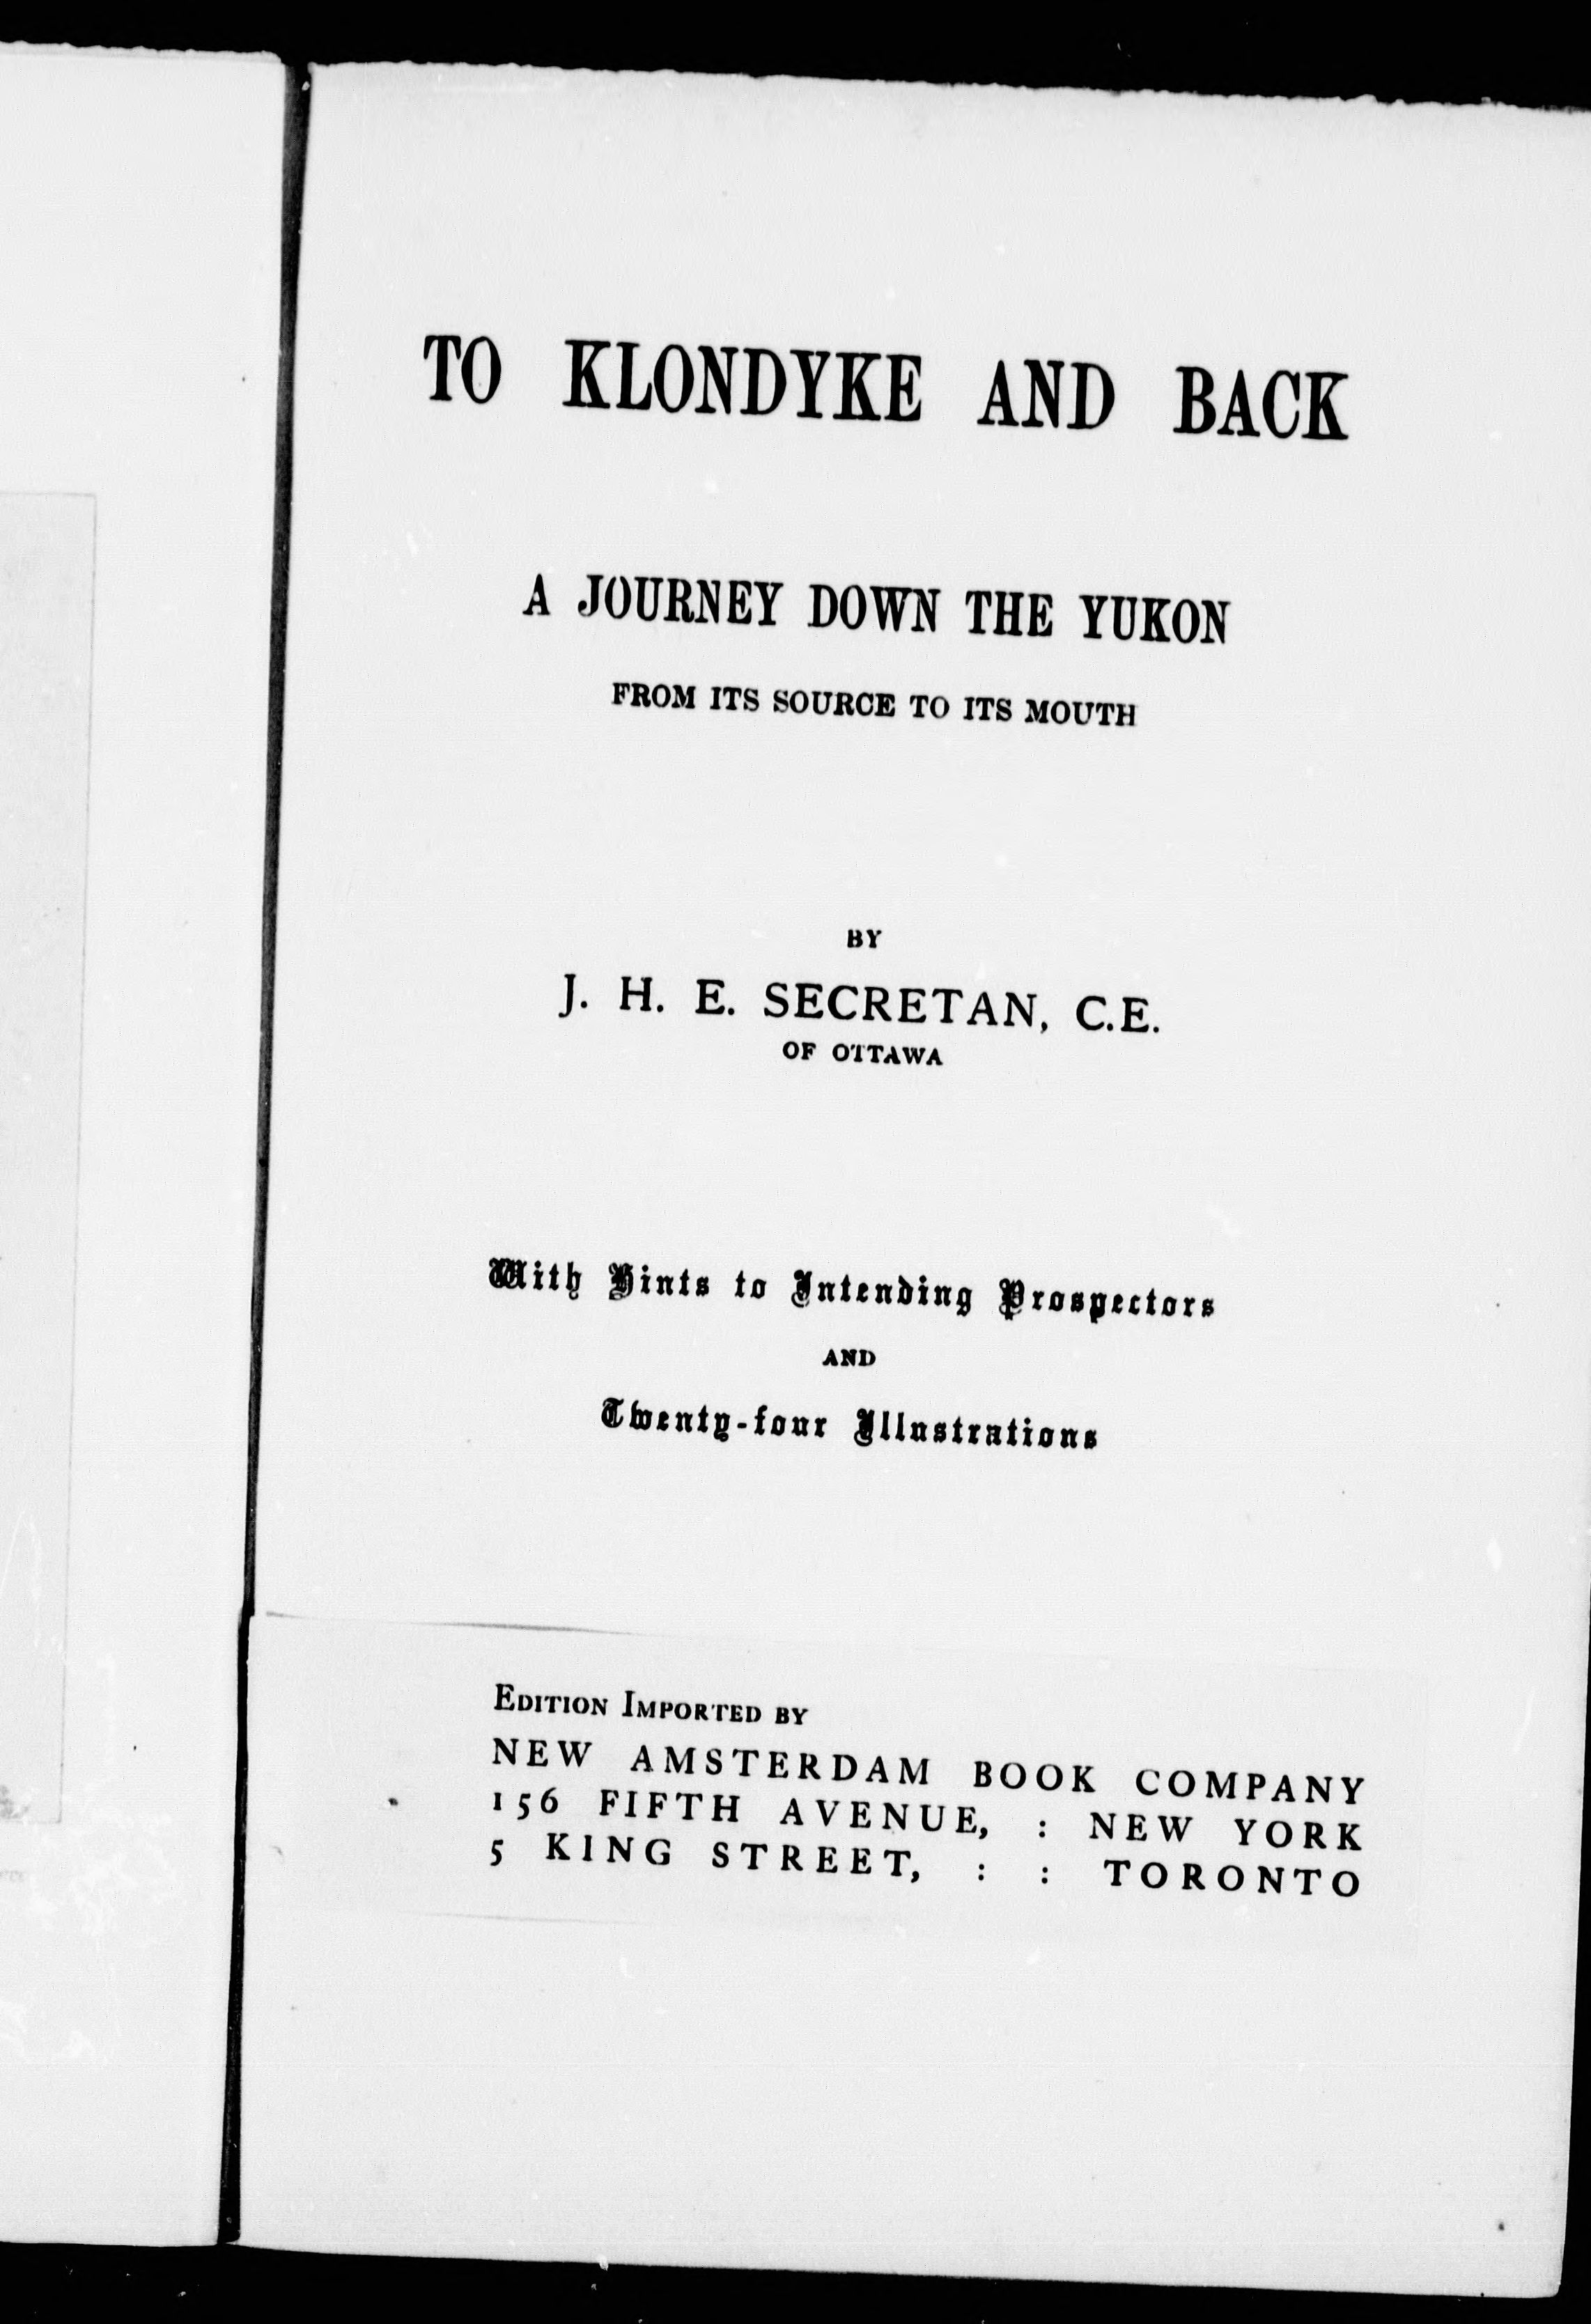 TO KLONDYKE AND BACK
A JOURNEY DOWN THE YUKON
FROM ITS SOURCE TO ITS MOUTH
BY
J. H. E. SECRETAN, C.E.
OF OTTAWA
With Hints to Intending Prospectors
AND
Twenty-four Illustrations
EDITION IMPORTED BY
NEW AMSTERDAM BOOK COMPANY
156 FIFTH AVENUE, : NEW YORK
5 KING STREET, : : TORONTO